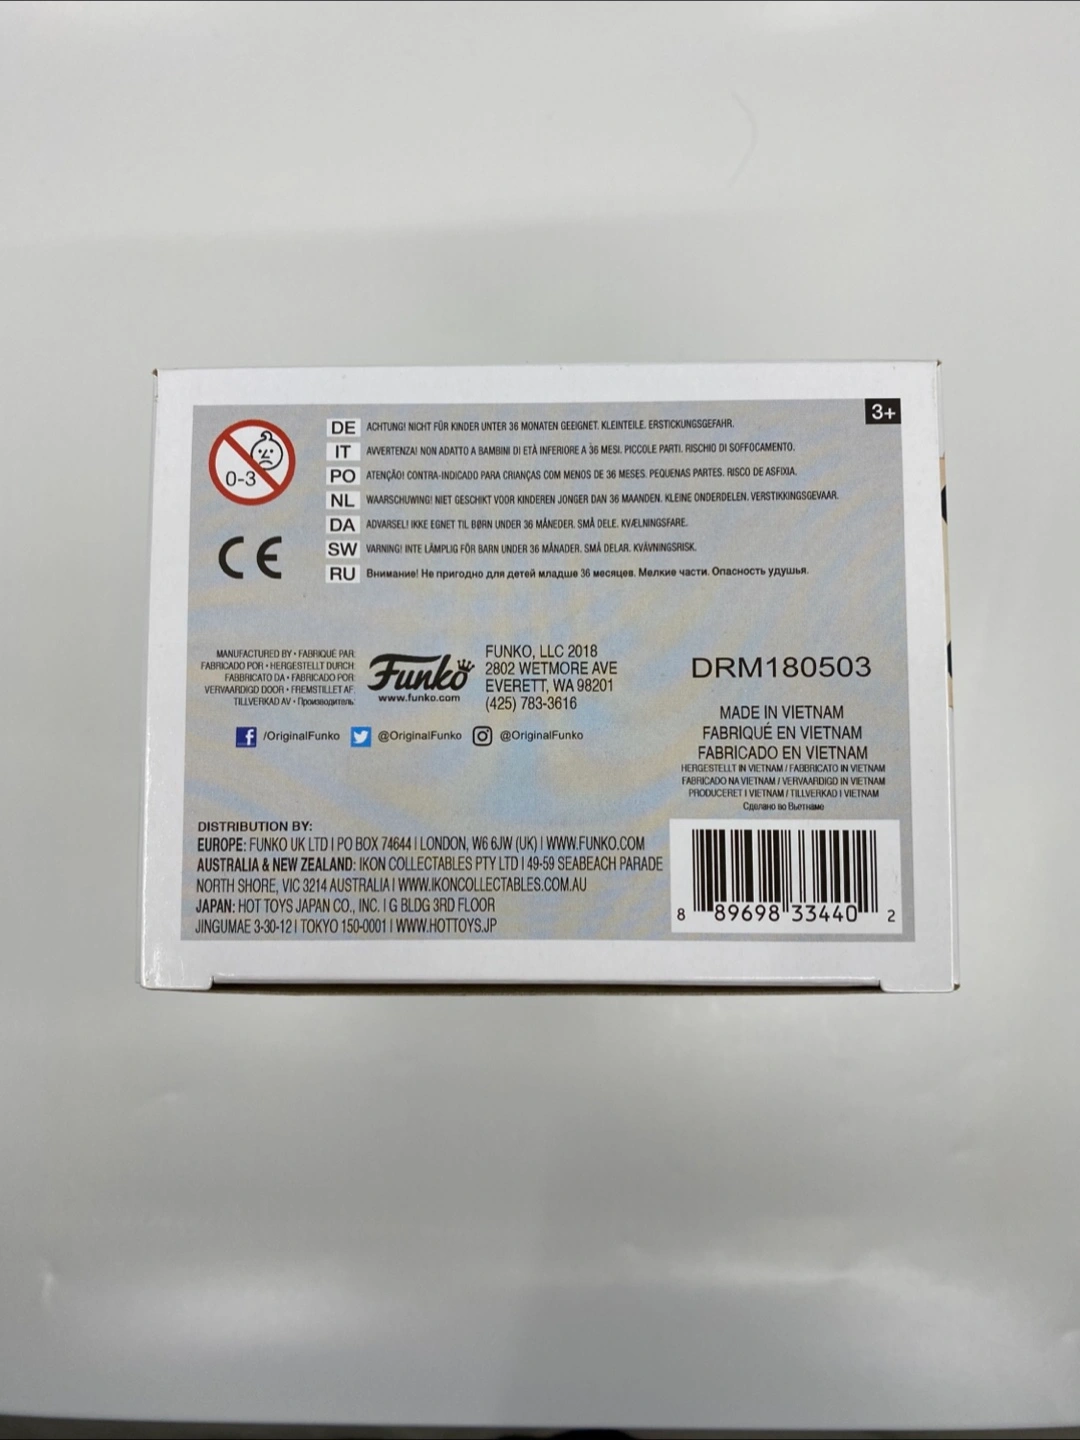 3+
0-3
CE
DE ACHTUNG! NICHT FÜR KINDER UNTER 36 MONATEN GEEIGNET. KLEINTEILE. ERSTICKUNGSGEFAHR.
IT AVVERTENZA! NON ADATTO A BAMBINI DI ETÀ INFERIORE A 36 MESI. PICCOLE PARTI. RISCHIO DI SOFFOCAMENTO.
PO ATENÇÃO! CONTRA-INDICADO PARA CRIANÇAS COM MENOS DE 36 MESES. PEQUENAS PARTES. RISCO DE ASFIXIA.
NL WAARSCHUWING! NIET GESCHIKT VOOR KINDEREN JONGER DAN 36 MAANDEN. KLEINE ONDERDELEN. VERSTIKKINGSGEVAAR.
DA ADVARSEL! IKKE EGNET TIL BØRN UNDER 36 MÅNEDER. SMÅ DELE. KVÆLNINGSFARE.
SW VARNING! INTE LÄMPLIG FÖR BARN UNDER 36 MÅNADER. SMÅ DELAR. KVÄVNINGSRISK.
RU Внимание! Не пригодно для детей младше 36 месяцев. Мелкие части. Опасность удушья.
MANUFACTURED BY • FABRIQUÉ PAR:
FABRICADO POR • HERGESTELLT DURCH:
FABBRICATO DA • FABRICADO POR:
VERVAARDIGD DOOR • FREMSTILLET AF:
TILLVERKAD AV • Производитель:
Funko
www.funko.com
FUNKO, LLC 2018
2802 WETMORE AVE
EVERETT, WA 98201
(425) 783-3616
/OriginalFunko @OriginalFunko @OriginalFunko
DRM180503
MADE IN VIETNAM
FABRIQUÉ EN VIETNAM
FABRICADO EN VIETNAM
HERGESTELLT IN VIETNAM / FABBRICATO IN VIETNAM
FABRICADO NA VIETNAM / VERVAARDIGD IN VIETNAM
PRODUCERET I VIETNAM / TILLVERKAD I VIETNAM
Сделано во Вьетнаме
DISTRIBUTION BY:
EUROPE: FUNKO UK LTD | PO BOX 74644 | LONDON, W6 6JW (UK) | WWW.FUNKO.COM
AUSTRALIA & NEW ZEALAND: IKON COLLECTABLES PTY LTD | 49-59 SEABEACH PARADE
NORTH SHORE, VIC 3214 AUSTRALIA | WWW.IKONCOLLECTABLES.COM.AU
JAPAN: HOT TOYS JAPAN CO., INC. | G BLDG 3RD FLOOR
JINGUMAE 3-30-12 | TOKYO 150-0001 | WWW.HOTTOYS.JP
8 89698 33440 2